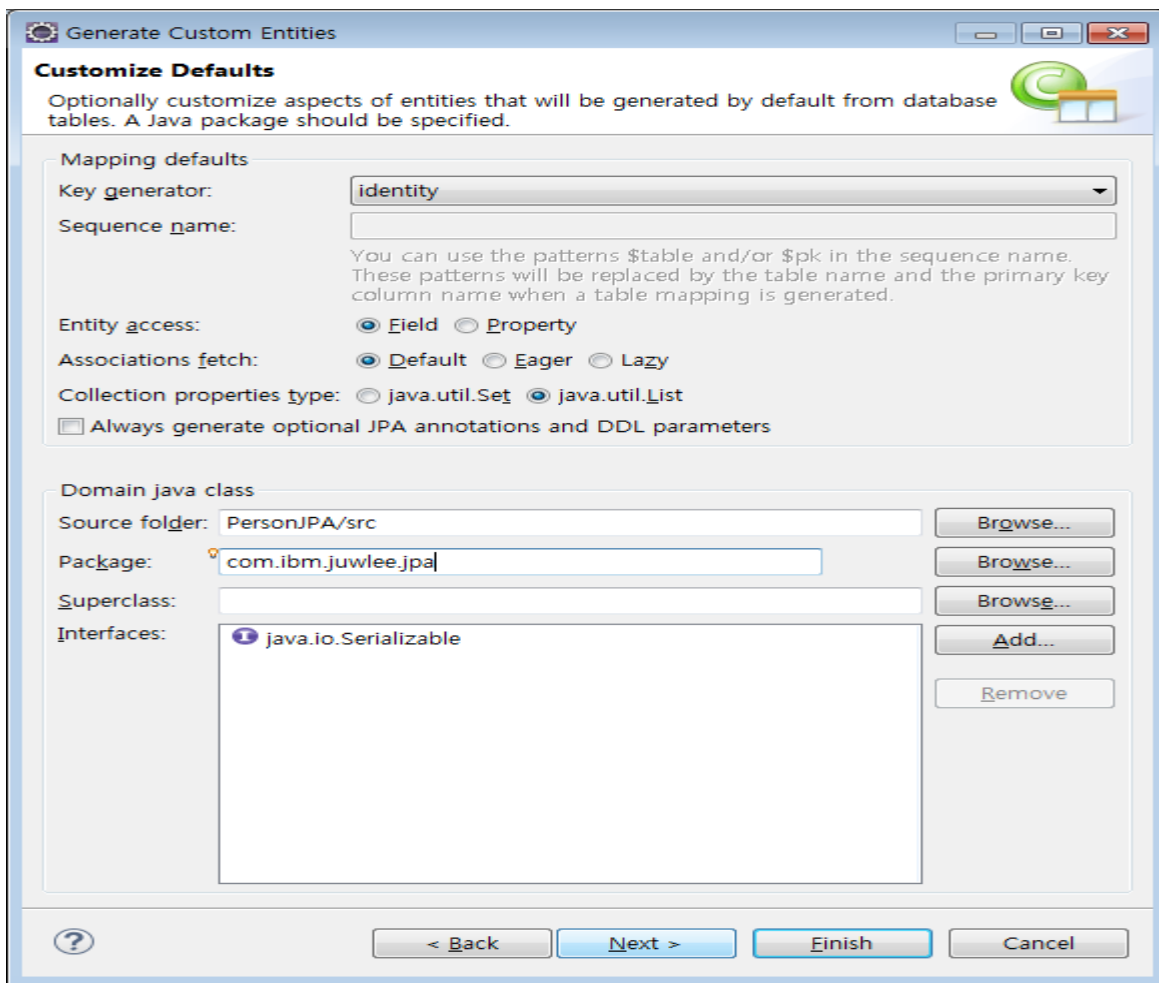 Generate Custom Entities
Customize Defaults
Optionally customize aspects of entities that will be generated by default from database
tables. A Java package should be specified.
Mapping defaults
Key generator: identity
Sequence name:
You can use the patterns $table and/or $pk in the sequence name.
These patterns will be replaced by the table name and the primary key
column name when a table mapping is generated.
Entity access: Field Property
Associations fetch: Default Eager Lazy
Collection properties type: java.util.Set java.util.List
Always generate optional JPA annotations and DDL parameters
Domain java class
Source folder: PersonJPA/src Browse...
Package: com.ibm.juwlee.jpa Browse...
Superclass: Browse...
Interfaces: java.io.Serializable Add...
Remove
< Back Next > Finish Cancel